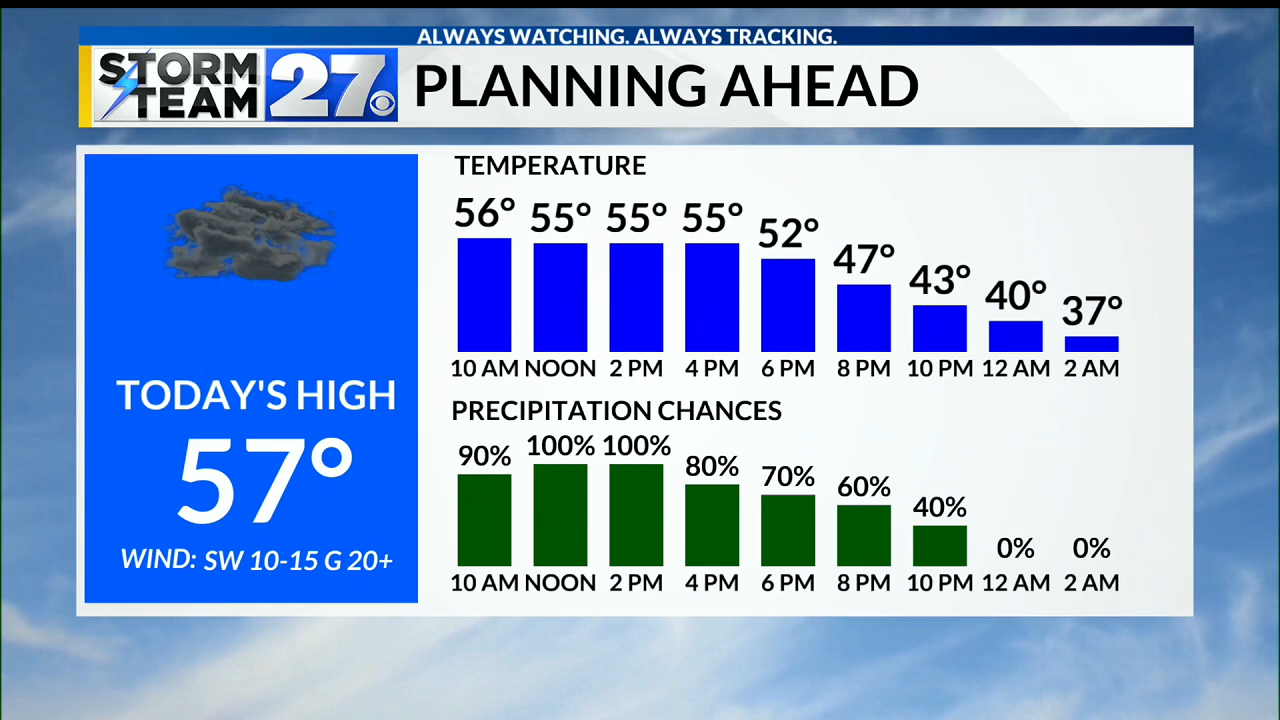 ALWAYS WATCHING. ALWAYS TRACKING.
STORM
TEAM
27
PLANNING AHEAD
TODAY'S HIGH
57°
WIND: SW 10-15 G 20+
TEMPERATURE
56° 55° 55° 55° 52° 47° 43° 40° 37°
10 AM NOON 2 PM 4 PM 6 PM 8 PM 10 PM 12 AM 2 AM
PRECIPITATION CHANCES
90% 100% 100% 80% 70% 60% 40% 0% 0%
10 AM NOON 2 PM 4 PM 6 PM 8 PM 10 PM 12 AM 2 AM